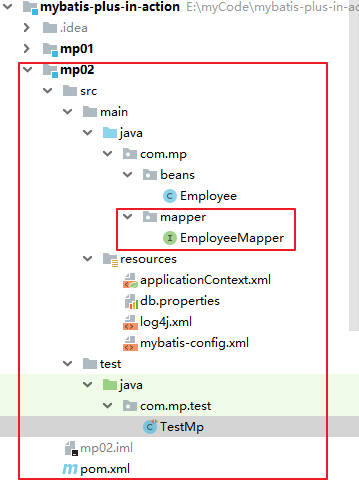 mybatis-plus-in-action E:\myCode\mybatis-plus-in-ac
.idea
mp01
mp02
src
main
java
com.mp
beans
C Employee
mapper
I EmployeeMapper
resources
applicationContext.xml
db.properties
log4j.xml
mybatis-config.xml
test
java
com.mp.test
C TestMp
mp02.iml
m pom.xml